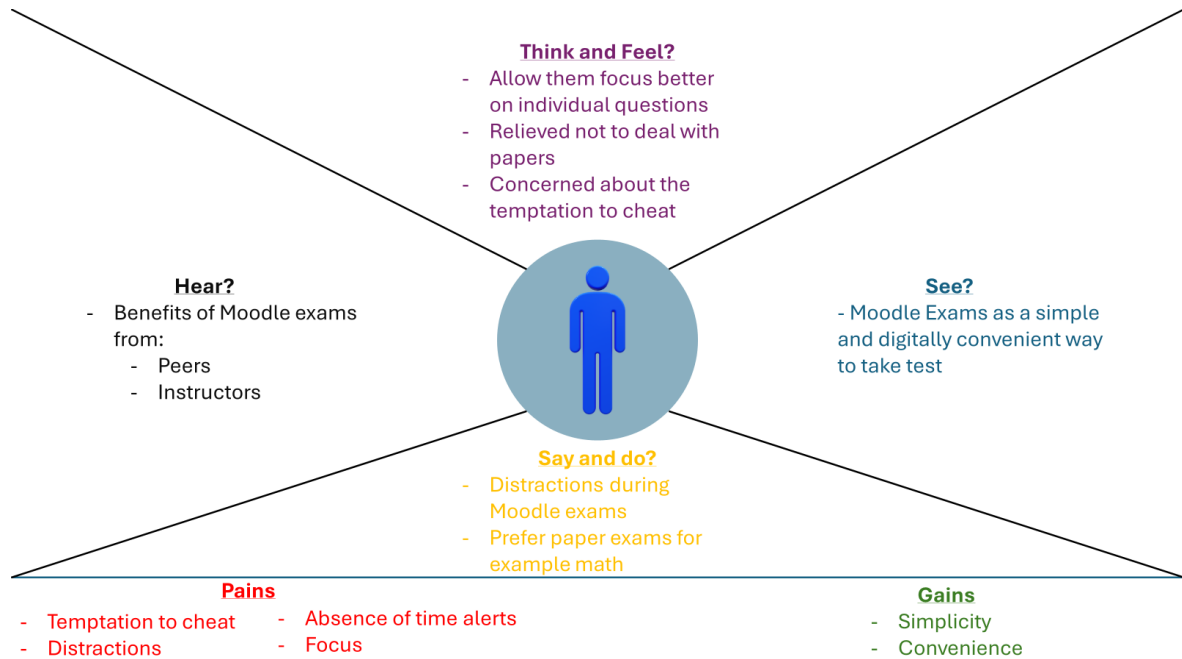 Think and Feel?
- Allow them focus better
on individual questions
- Relieved not to deal with
papers
- Concerned about the
temptation to cheat
Hear?
- Benefits of Moodle exams
from:
- Peers
- Instructors
See?
- Moodle Exams as a simple
and digitally convenient way
to take test
Say and do?
- Distractions during
Moodle exams
- Prefer paper exams for
example math
Pains
- Temptation to cheat
- Distractions
- Absence of time alerts
- Focus
Gains
- Simplicity
- Convenience